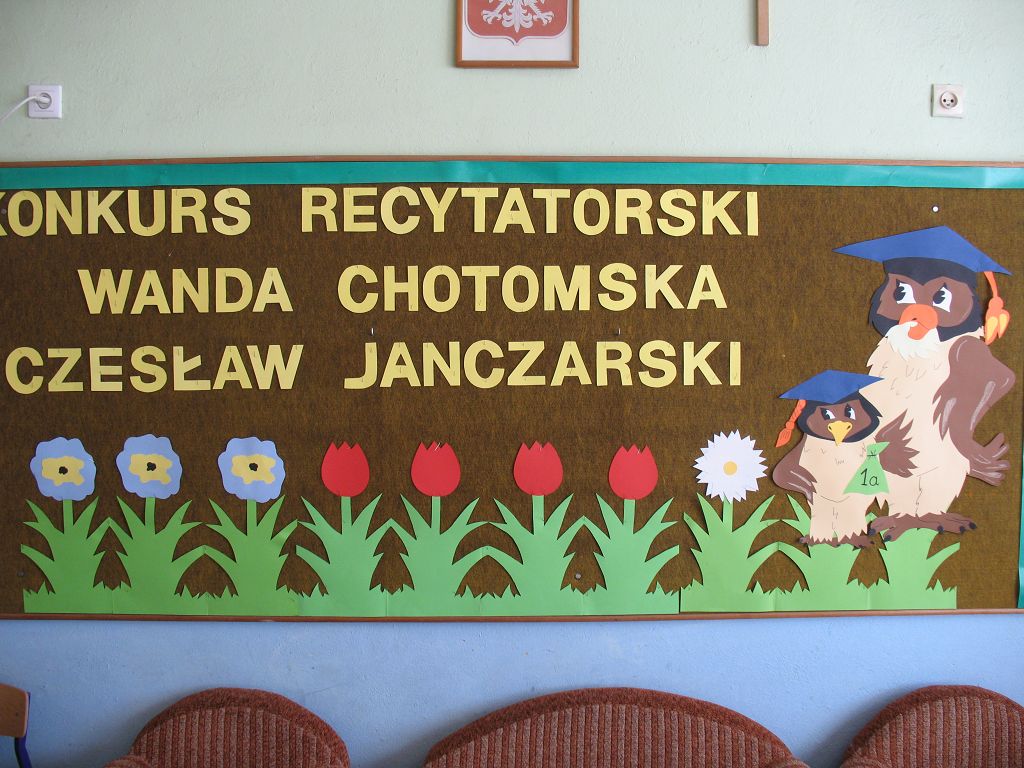 KONKURS RECYTATORSKI
WANDA CHOTOMSKA
CZESŁAW JANCZARSKI
1a